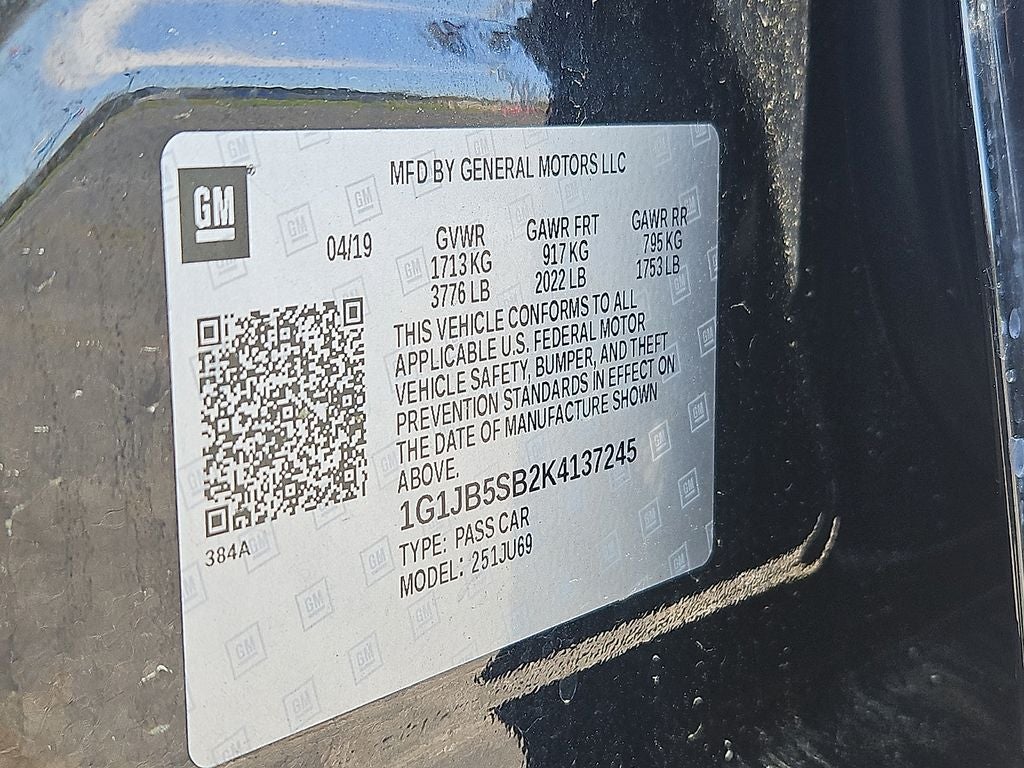 GM
MFD BY GENERAL MOTORS LLC
04/19
GVWR
1713 KG
3776 LB
GAWR FRT
917 KG
2022 LB
GAWR RR
795 KG
1753 LB
THIS VEHICLE CONFORMS TO ALL
APPLICABLE U.S. FEDERAL MOTOR
VEHICLE SAFETY, BUMPER, AND THEFT
PREVENTION STANDARDS IN EFFECT ON
THE DATE OF MANUFACTURE SHOWN
ABOVE.
1G1JB5SB2K4137245
TYPE: PASS CAR
MODEL: 251JU69
384A